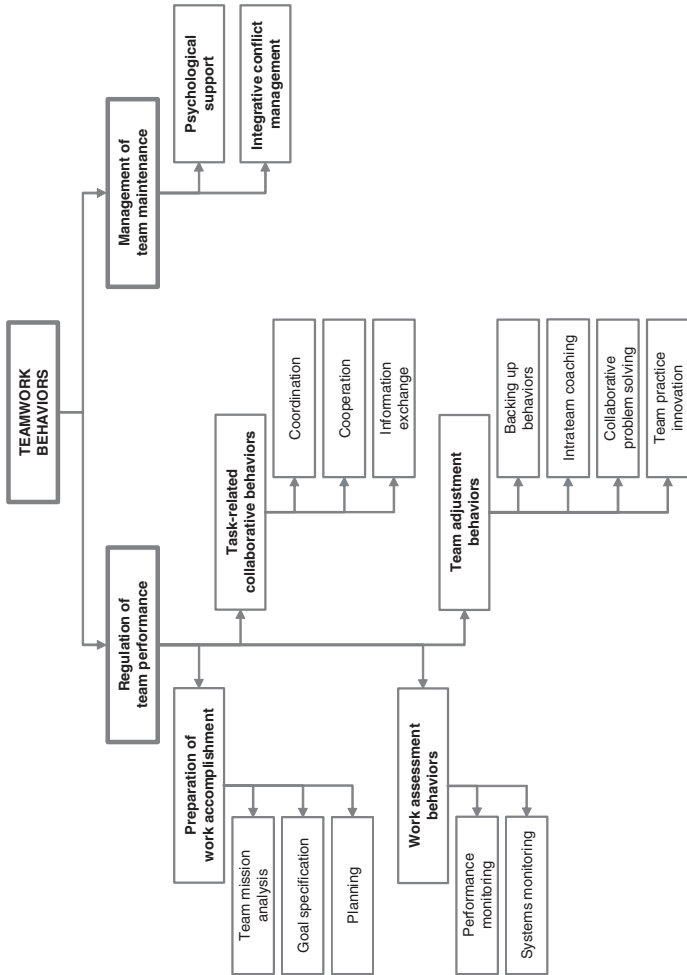 TEAMWORK
BEHAVIORS
Regulation of
team performance
Management of
team maintenance
Preparation of
work accomplishment
Team mission
analysis
Goal specification
Planning
Task-related
collaborative behaviors
Coordination
Cooperation
Information
exchange
Work assessment
behaviors
Performance
monitoring
Systems monitoring
Team adjustment
behaviors
Backing up
behaviors
Intrateam coaching
Collaborative
problem solving
Team practice
innovation
Psychological
support
Integrative conflict
management